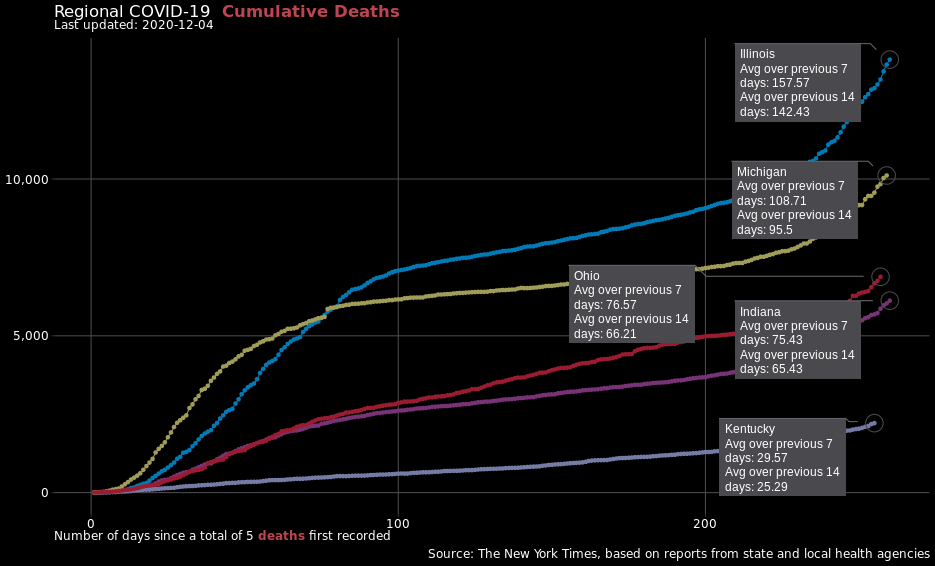 Regional COVID-19 Cumulative Deaths
Last updated: 2020-12-04
Illinois
Avg over previous 7
days: 157.57
Avg over previous 14
days: 142.43
Michigan
Avg over previous 7
days: 108.71
Avg over previous 14
days: 95.5
Ohio
Avg over previous 7
days: 76.57
Avg over previous 14
days: 66.21
Indiana
Avg over previous 7
days: 75.43
Avg over previous 14
days: 65.43
Kentucky
Avg over previous 7
days: 29.57
Avg over previous 14
days: 25.29
10,000
5,000
0
0 100 200
Number of days since a total of 5 deaths first recorded
Source: The New York Times, based on reports from state and local health agencies